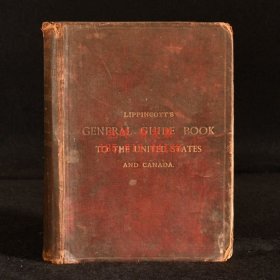 LIPPINCOTT'S
GENERAL GUIDE BOOK
TO THE UNITED STATES
AND CANADA.